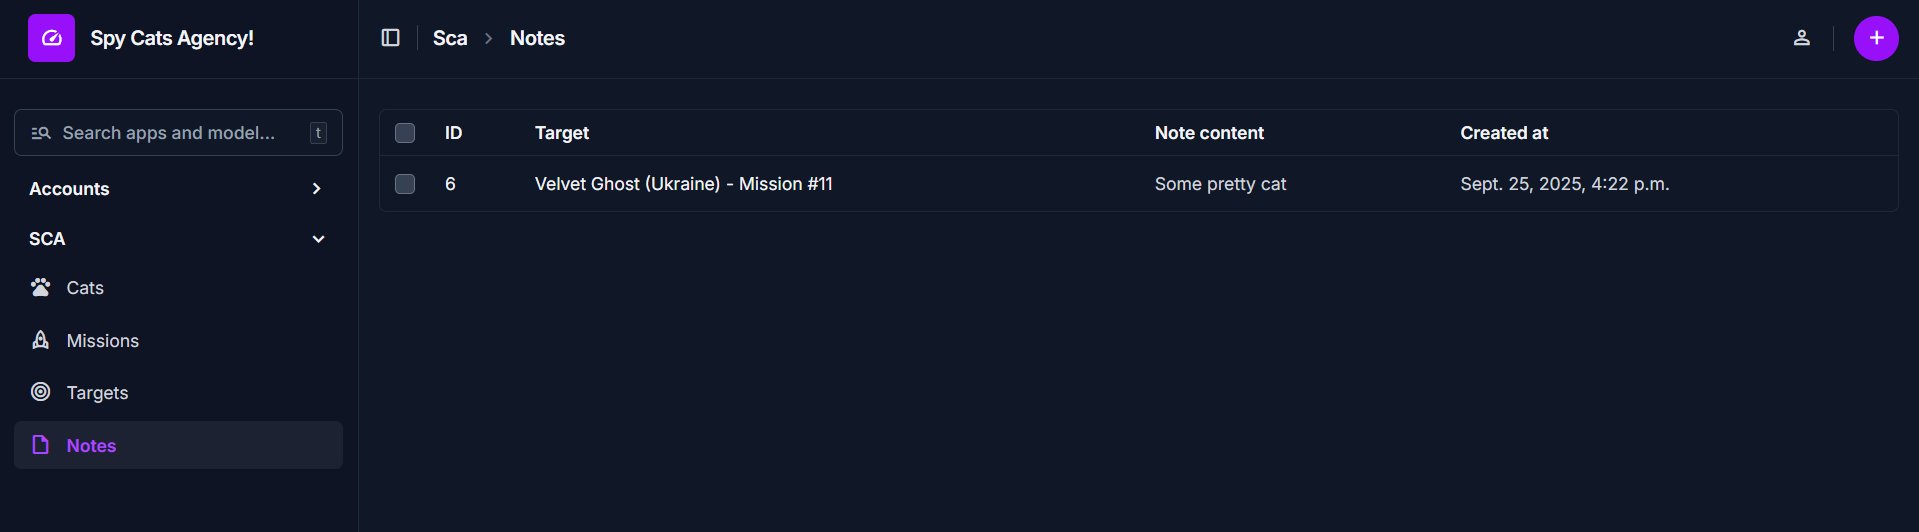 Spy Cats Agency!
Sca > Notes
Search apps and model... t
Accounts
SCA
Cats
Missions
Targets
Notes
ID Target Note content Created at
6 Velvet Ghost (Ukraine) - Mission #11 Some pretty cat Sept. 25, 2025, 4:22 p.m.